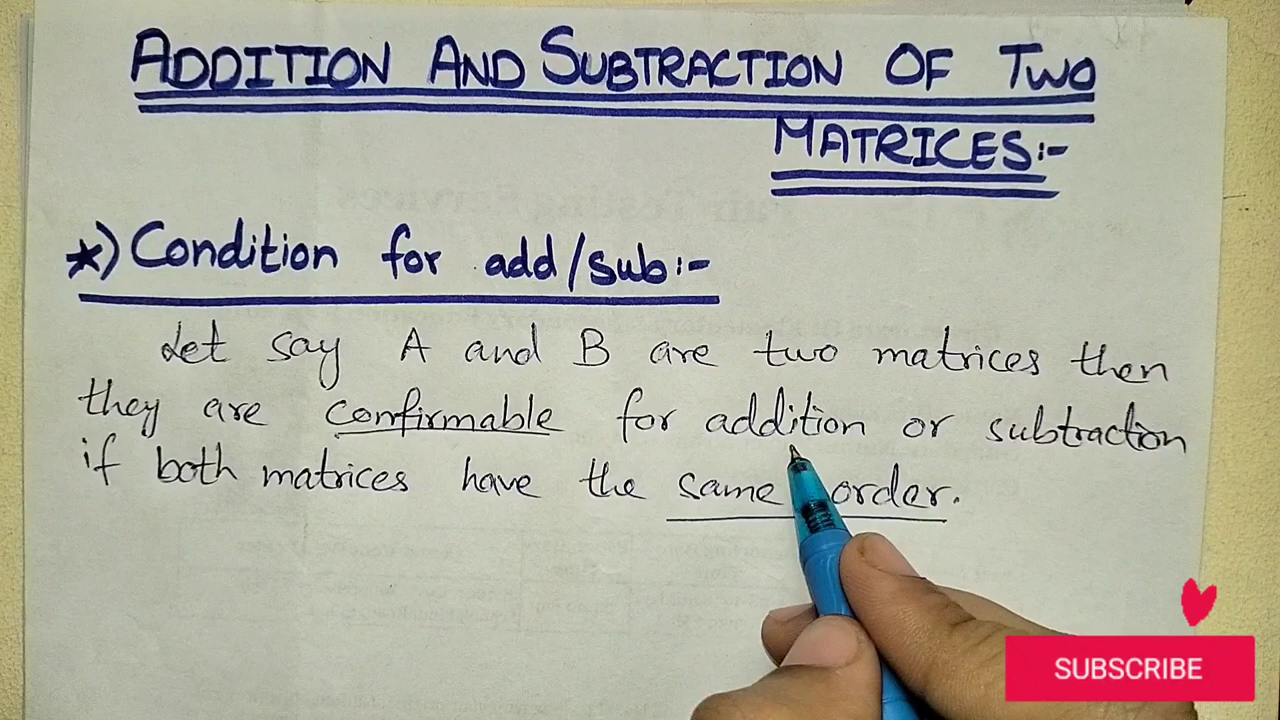 ADDITION AND SUBTRACTION OF TWO
MATRICES:-
*) Condition for add/sub:-
Let say A and B are two matrices then
they are confirmable for addition or subtraction
if both matrices have the same order.
SUBSCRIBE